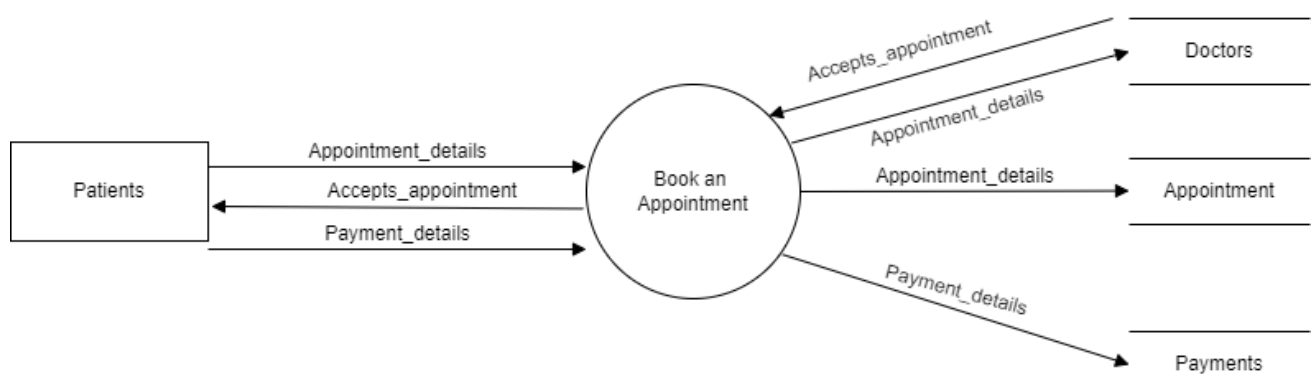 Accepts_appointment
Doctors
Appointment_details
Appointment_details
Patients
Accepts_appointment
Payment_details
Book an
Appointment
Appointment_details
Appointment
Payment_details
Payments